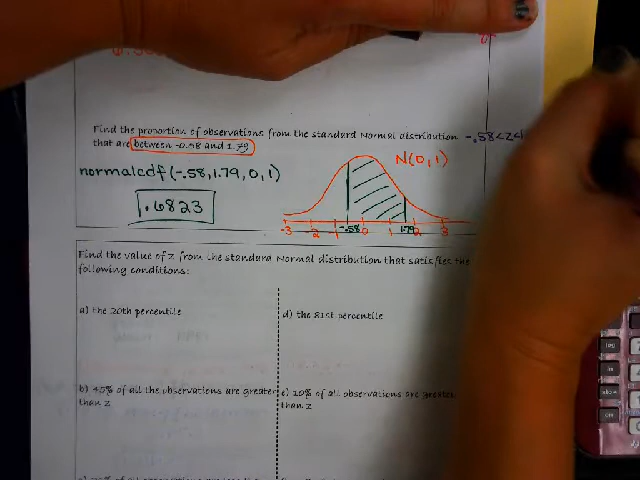 Find the proportion of observations from the standard Normal distribution -.58<z<
that are between -0.58 and 1.79
N(0,1)
normalcdf(-.58,1.79,0,1)
.6823
-3 -2 -1 -.58 0 1 1.79 2 3
Find the value of z from the standard Normal distribution that satisfies the
following conditions:
a) the 20th percentile
d) the 81st percentile
b) 45% of all the observations are greater
than z
e) 10% of all observations are greater
than z